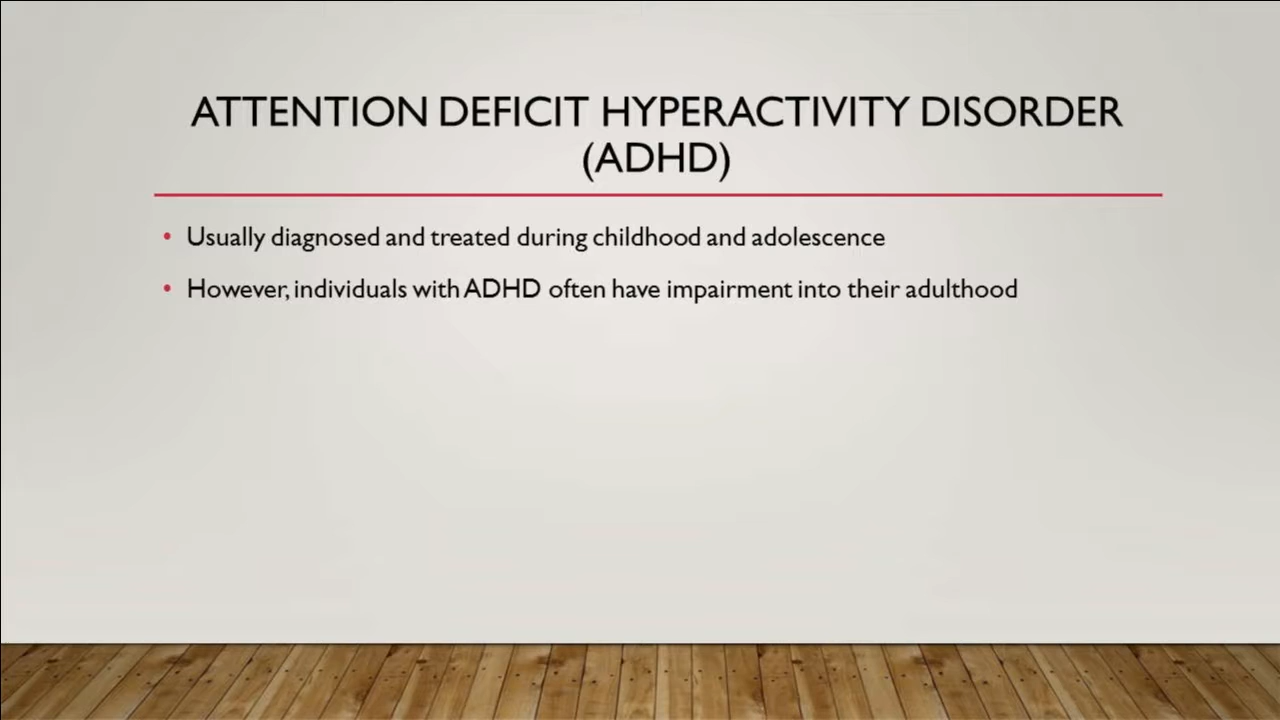 ATTENTION DEFICIT HYPERACTIVITY DISORDER
(ADHD)
• Usually diagnosed and treated during childhood and adolescence
• However, individuals with ADHD often have impairment into their adulthood